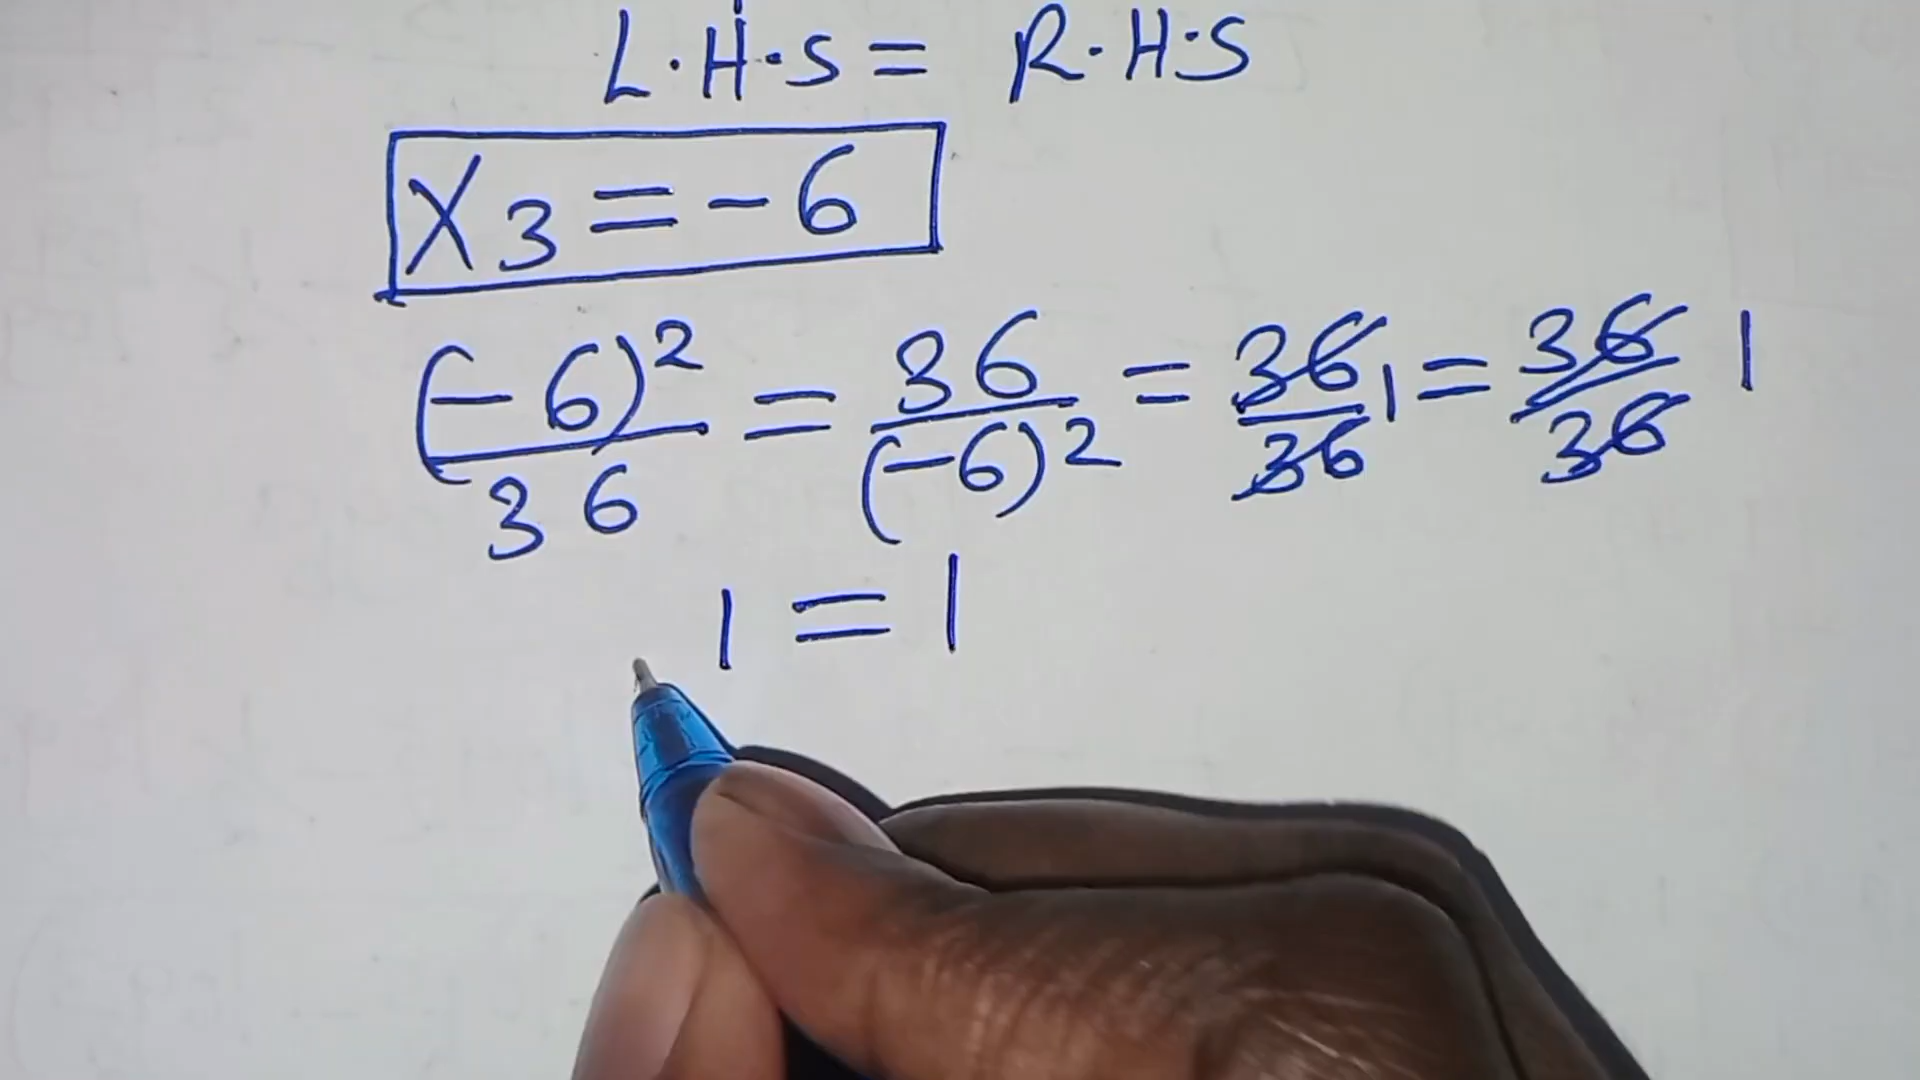 L.H.S = R.H.S
X₃ = -6
(-6)²/36 = 36/(-6)² = 36/36 1 = 36/36 1
1 = 1